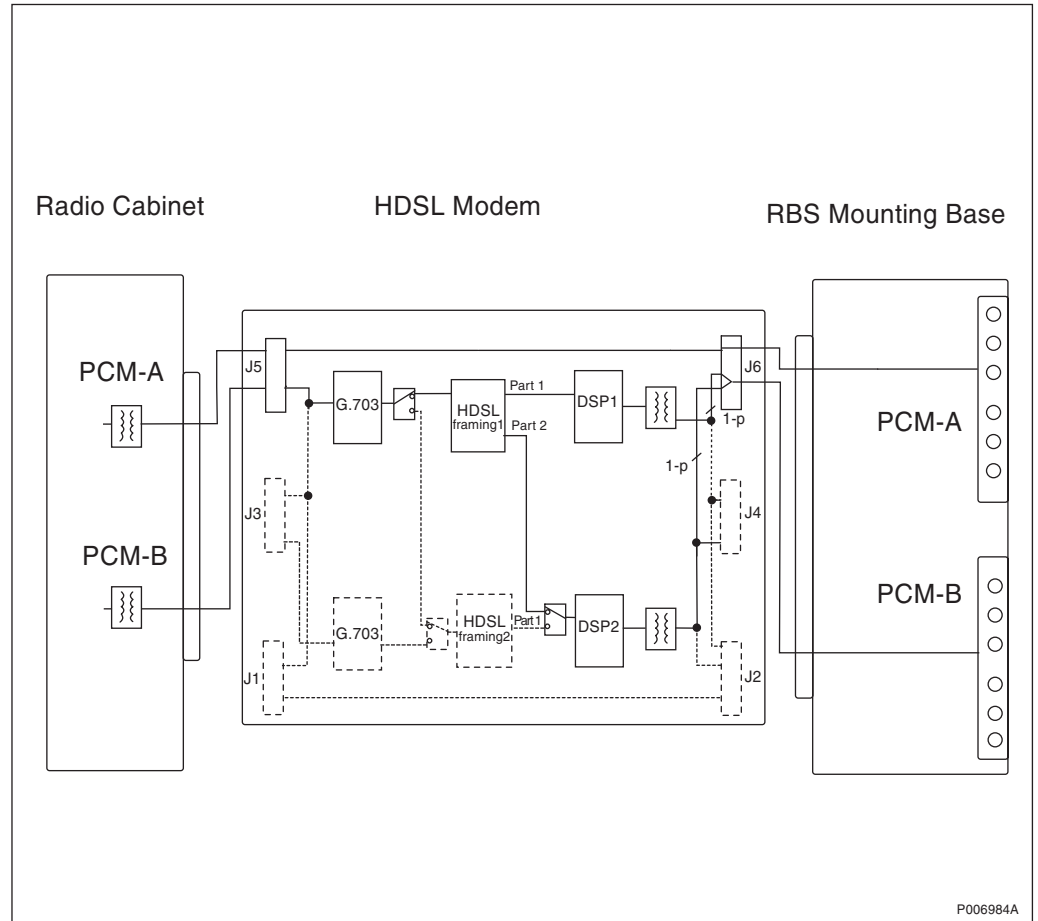 Radio Cabinet
HDSL Modem
RBS Mounting Base
PCM-A
PCM-B
J5
J3
J1
G.703
HDSL
framing1
Part 1
Part 2
DSP1
1-p
1-p
J6
J4
J2
G.703
HDSL
framing2
Part1
DSP2
PCM-A
PCM-B
P006984A